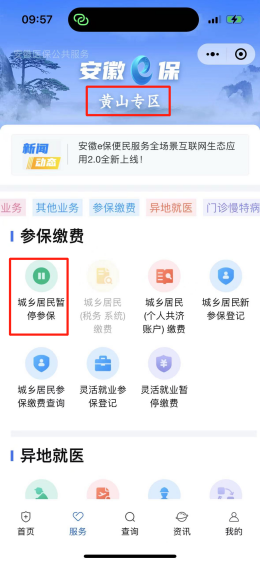 09:57
安徽医保公共服务
安徽e保
黄山专区
新闻
动态
安徽e保便民服务全场景互联网生态应
用2.0全新上线！
业务 其他业务 参保缴费 异地就医 门诊慢特病
参保缴费
城乡居民暂
停参保
城乡居民
(税务 系统)
缴费
城乡居民
(个人共济
账户) 缴费
城乡居民新
参保登记
城乡居民参
保缴费查询
灵活就业参
保登记
灵活就业暂
停缴费
异地就医
首页 服务 查询 资讯 我的